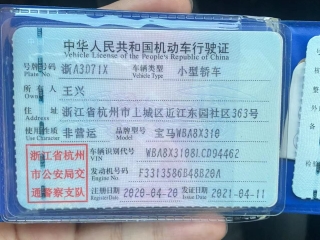 中华人民共和国机动车行驶证
Vehicle License of the People's Republic of China
号牌号码 浙A3D71X 车辆类型 小型轿车
Plate No. Vehicle Type
所有人 王兴
Owner
住址 浙江省杭州市上城区近江东园社区363号
Address
使用性质 非营运 品牌型号 宝马WBA8X310
Use Character Model
浙江省杭州
市公安局交
通警察支队
车辆识别代号 WBA8X3108LCD94462
VIN
发动机号码 F3313586B48B20A
Engine No.
注册日期 2020-04-20 发证日期 2021-04-11
Register Date Issue Date